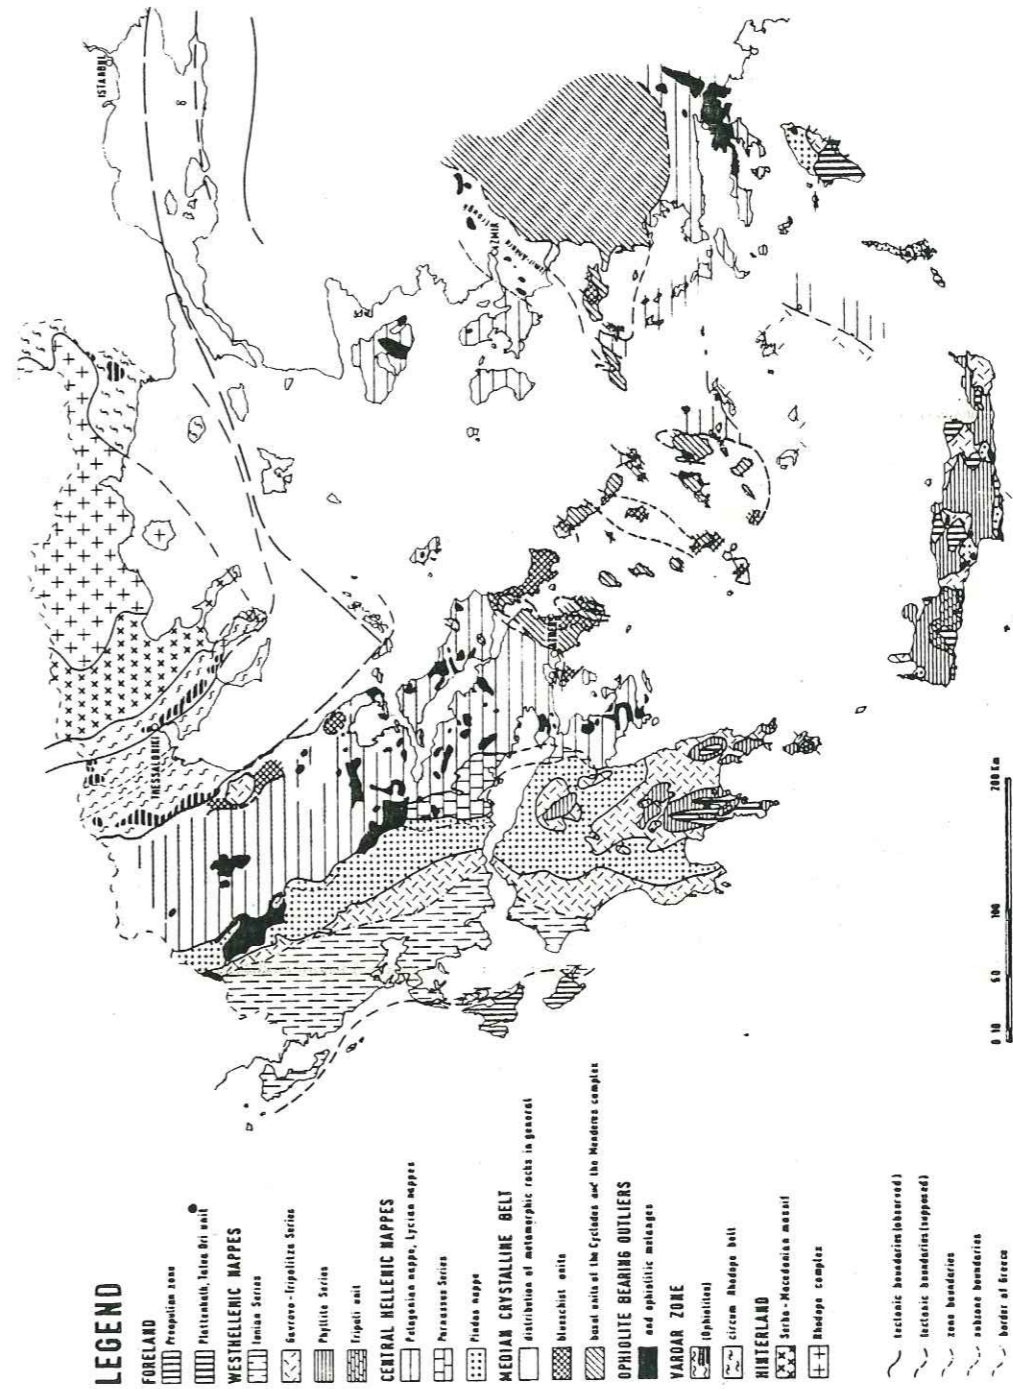 LEGEND
FORELAND
Preapulian zone
Plattenkalk, Talea Ori unit
WESTHELLENIC NAPPES
Ionian Series
Gavrovo-Tripolitza Series
Phyllite Series
Tripali unit
CENTRAL HELLENIC NAPPES
Pelagonian nappe, Lycian nappes
Parnassus Series
Pindos nappe
MEDIAN CRYSTALLINE BELT
distribution of metamorphic rocks in general
blueschist units
basal units of the Cyclades and the Menderes complex
OPHIOLITE BEARING OUTLIERS
and ophiolitic melanges
VARDAR ZONE
(Ophiolites)
circum Rhodope belt
HINTERLAND
Serbo-Macedonian massif
Rhodope complex
tectonic boundaries (observed)
tectonic boundaries (supposed)
zone boundaries
subzone boundaries
border of Greece
ISTANBUL
THESSALONIKI
IZMIR
ATHENS
0 10 50 100 200 Km